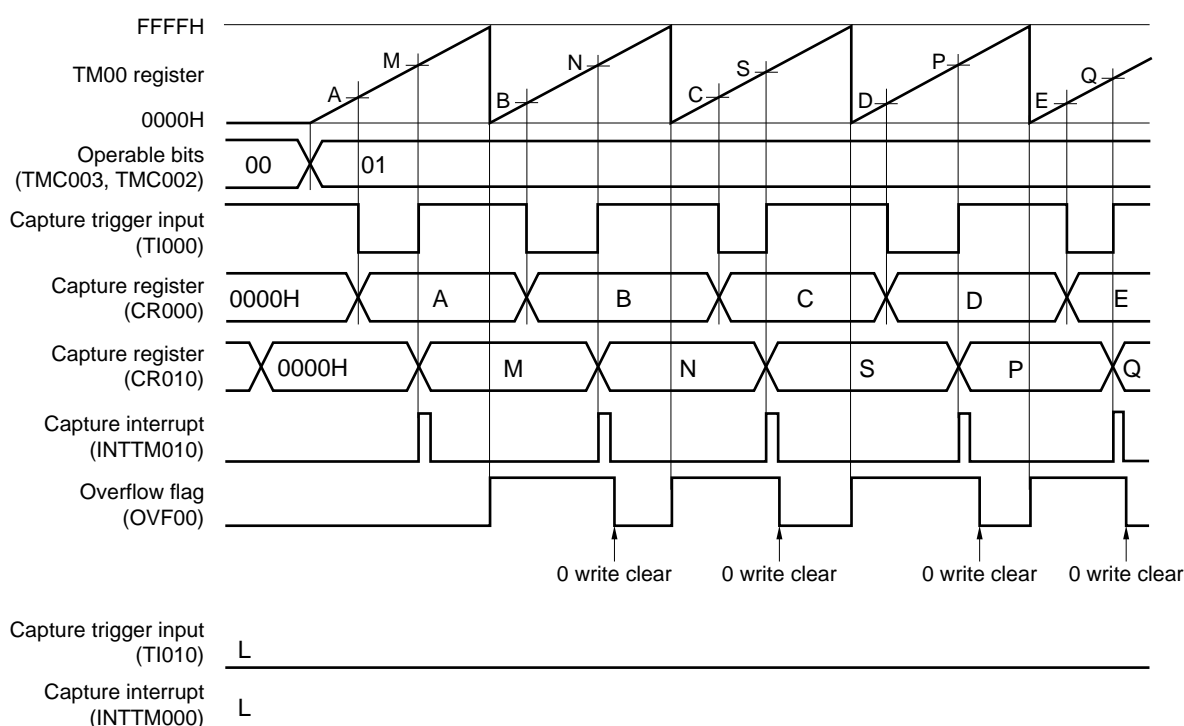 FFFFH
TM00 register
0000H
A
M
B
N
C
S
D
P
E
Q
Operable bits
(TMC003, TMC002)
00
01
Capture trigger input
(TI000)
Capture register
(CR000)
0000H
A
B
C
D
E
Capture register
(CR010)
0000H
M
N
S
P
Q
Capture interrupt
(INTTM010)
Overflow flag
(OVF00)
0 write clear
0 write clear
0 write clear
0 write clear
Capture trigger input
(TI010)
L
Capture interrupt
(INTTM000)
L